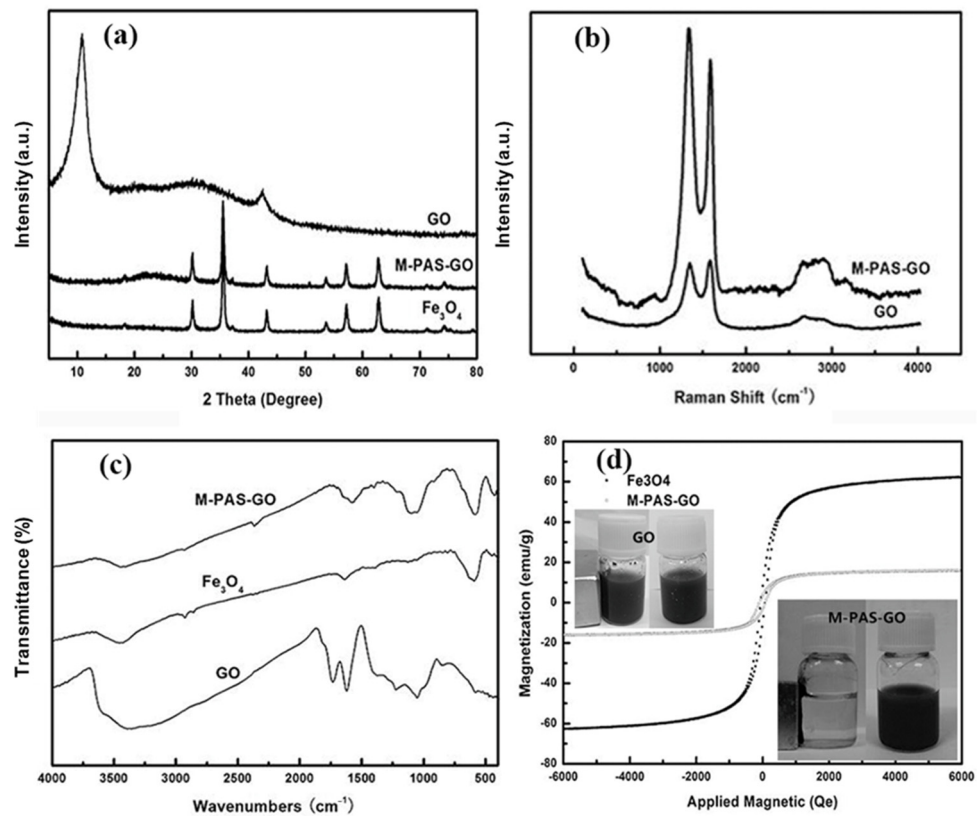 (a)
Intensity (a.u.)
GO
M-PAS-GO
Fe3O4
10 20 30 40 50 60 70 80
2 Theta (Degree)
(b)
Intensity (a.u.)
M-PAS-GO
GO
0 1000 2000 3000 4000
Raman Shift (cm-1)
(c)
Transmittance (%)
M-PAS-GO
Fe3O4
GO
4000 3500 3000 2500 2000 1500 1000 500
Wavenumbers (cm-1)
(d)
Magnetization (emu/g)
80
60
40
20
0
-20
-40
-60
-80
Fe3O4
M-PAS-GO
GO
M-PAS-GO
-6000 -4000 -2000 0 2000 4000 6000
Applied Magnetic (Qe)